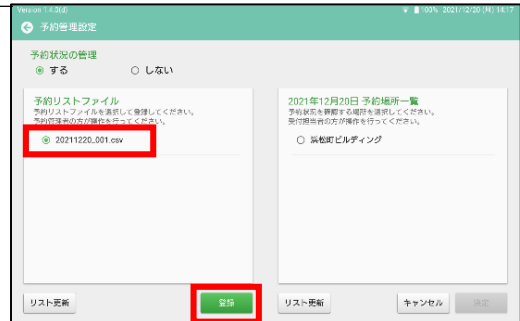 Version 1.4.2(d)
100% 2021/12/20 (月) 14:17
予約管理設定
予約状況の管理
する しない
予約リストファイル
予約リストファイルを選択して登録してください。
予約管理者の方が操作を行ってください。
20211220_001.csv
リスト更新
登録
2021年12月20日 予約場所一覧
予約状況を確認する場所を選択してください。
受付担当者の方が操作を行ってください。
浜松町ビルディング
リスト更新
キャンセル
決定